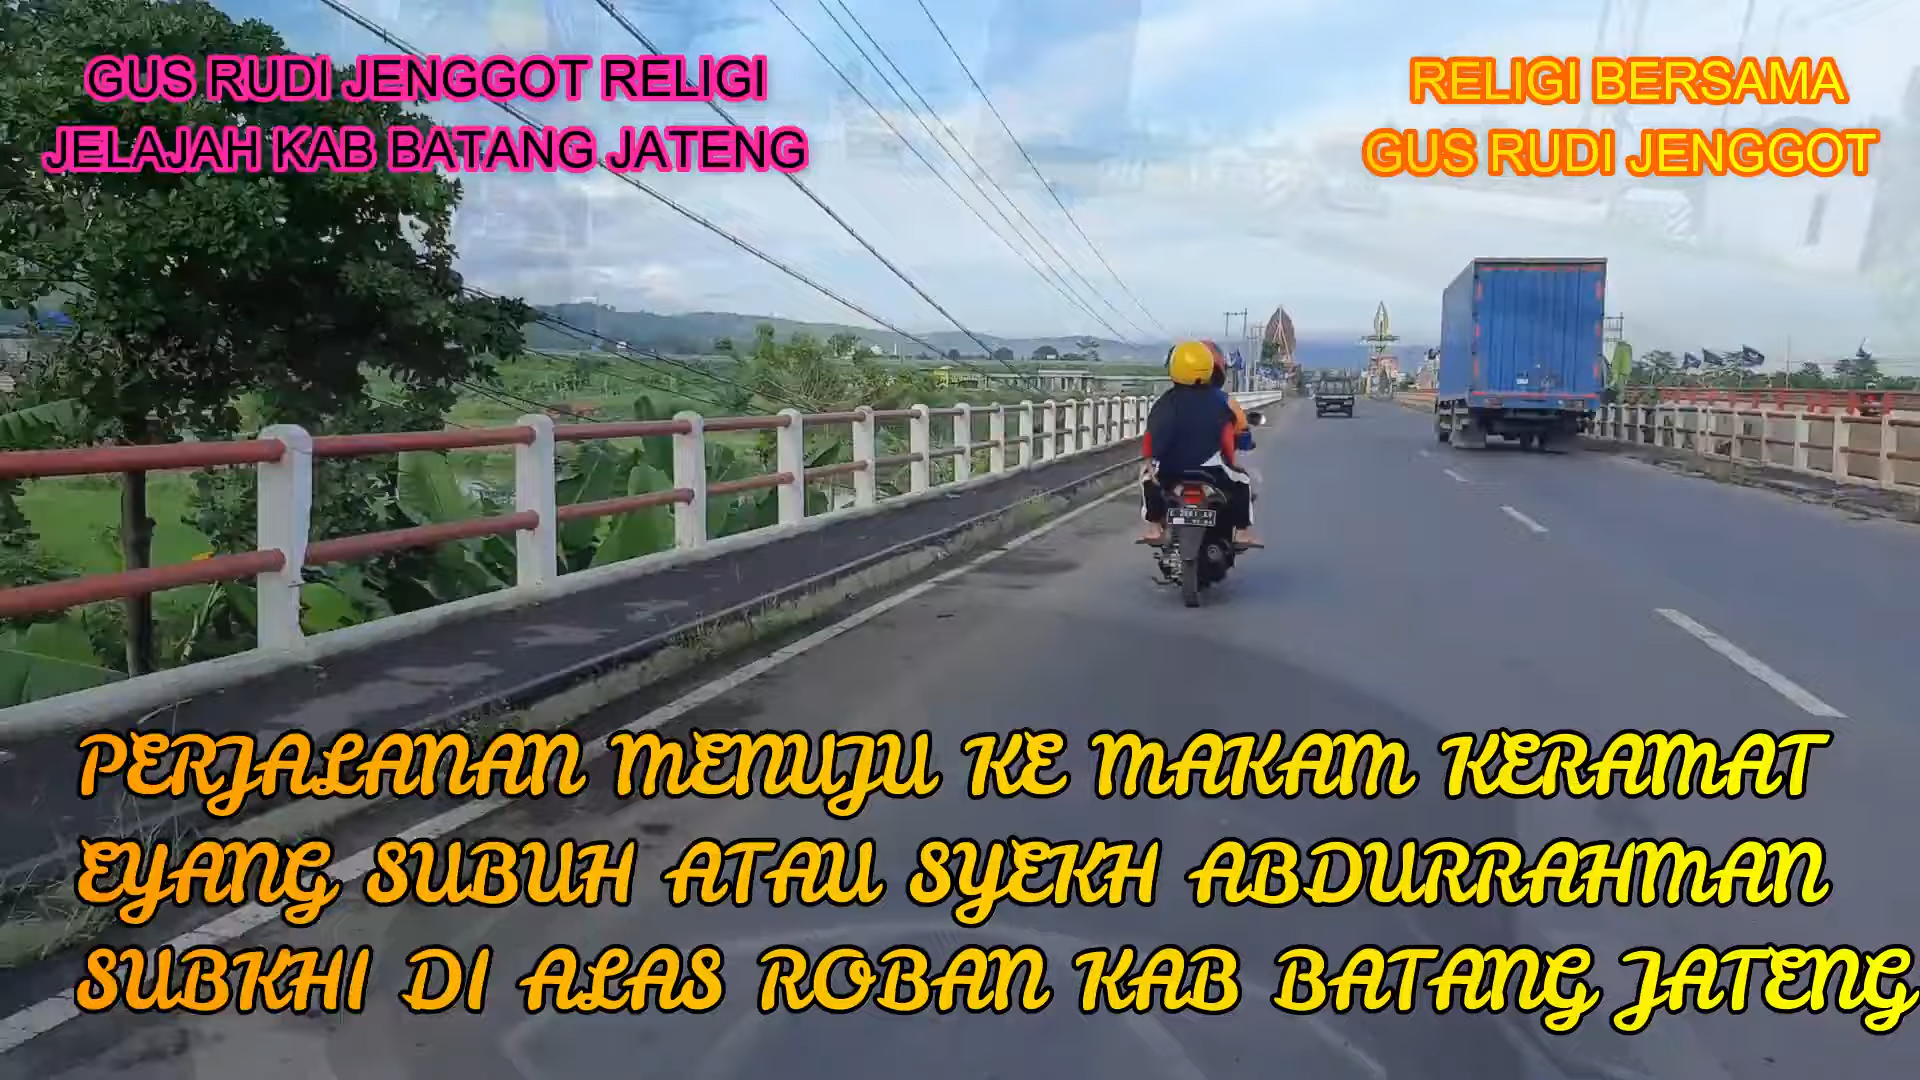 GUS RUDI JENGGOT RELIGI
JELAJAH KAB BATANG JATENG
RELIGI BERSAMA
GUS RUDI JENGGOT
PERJALANAN MENUJU KE MAKAM KERAMAT
EYANG SUBUH ATAU SYEKH ABDURRAHMAN
SUBKHI DI ALAS ROBAN KAB BATANG JATENG